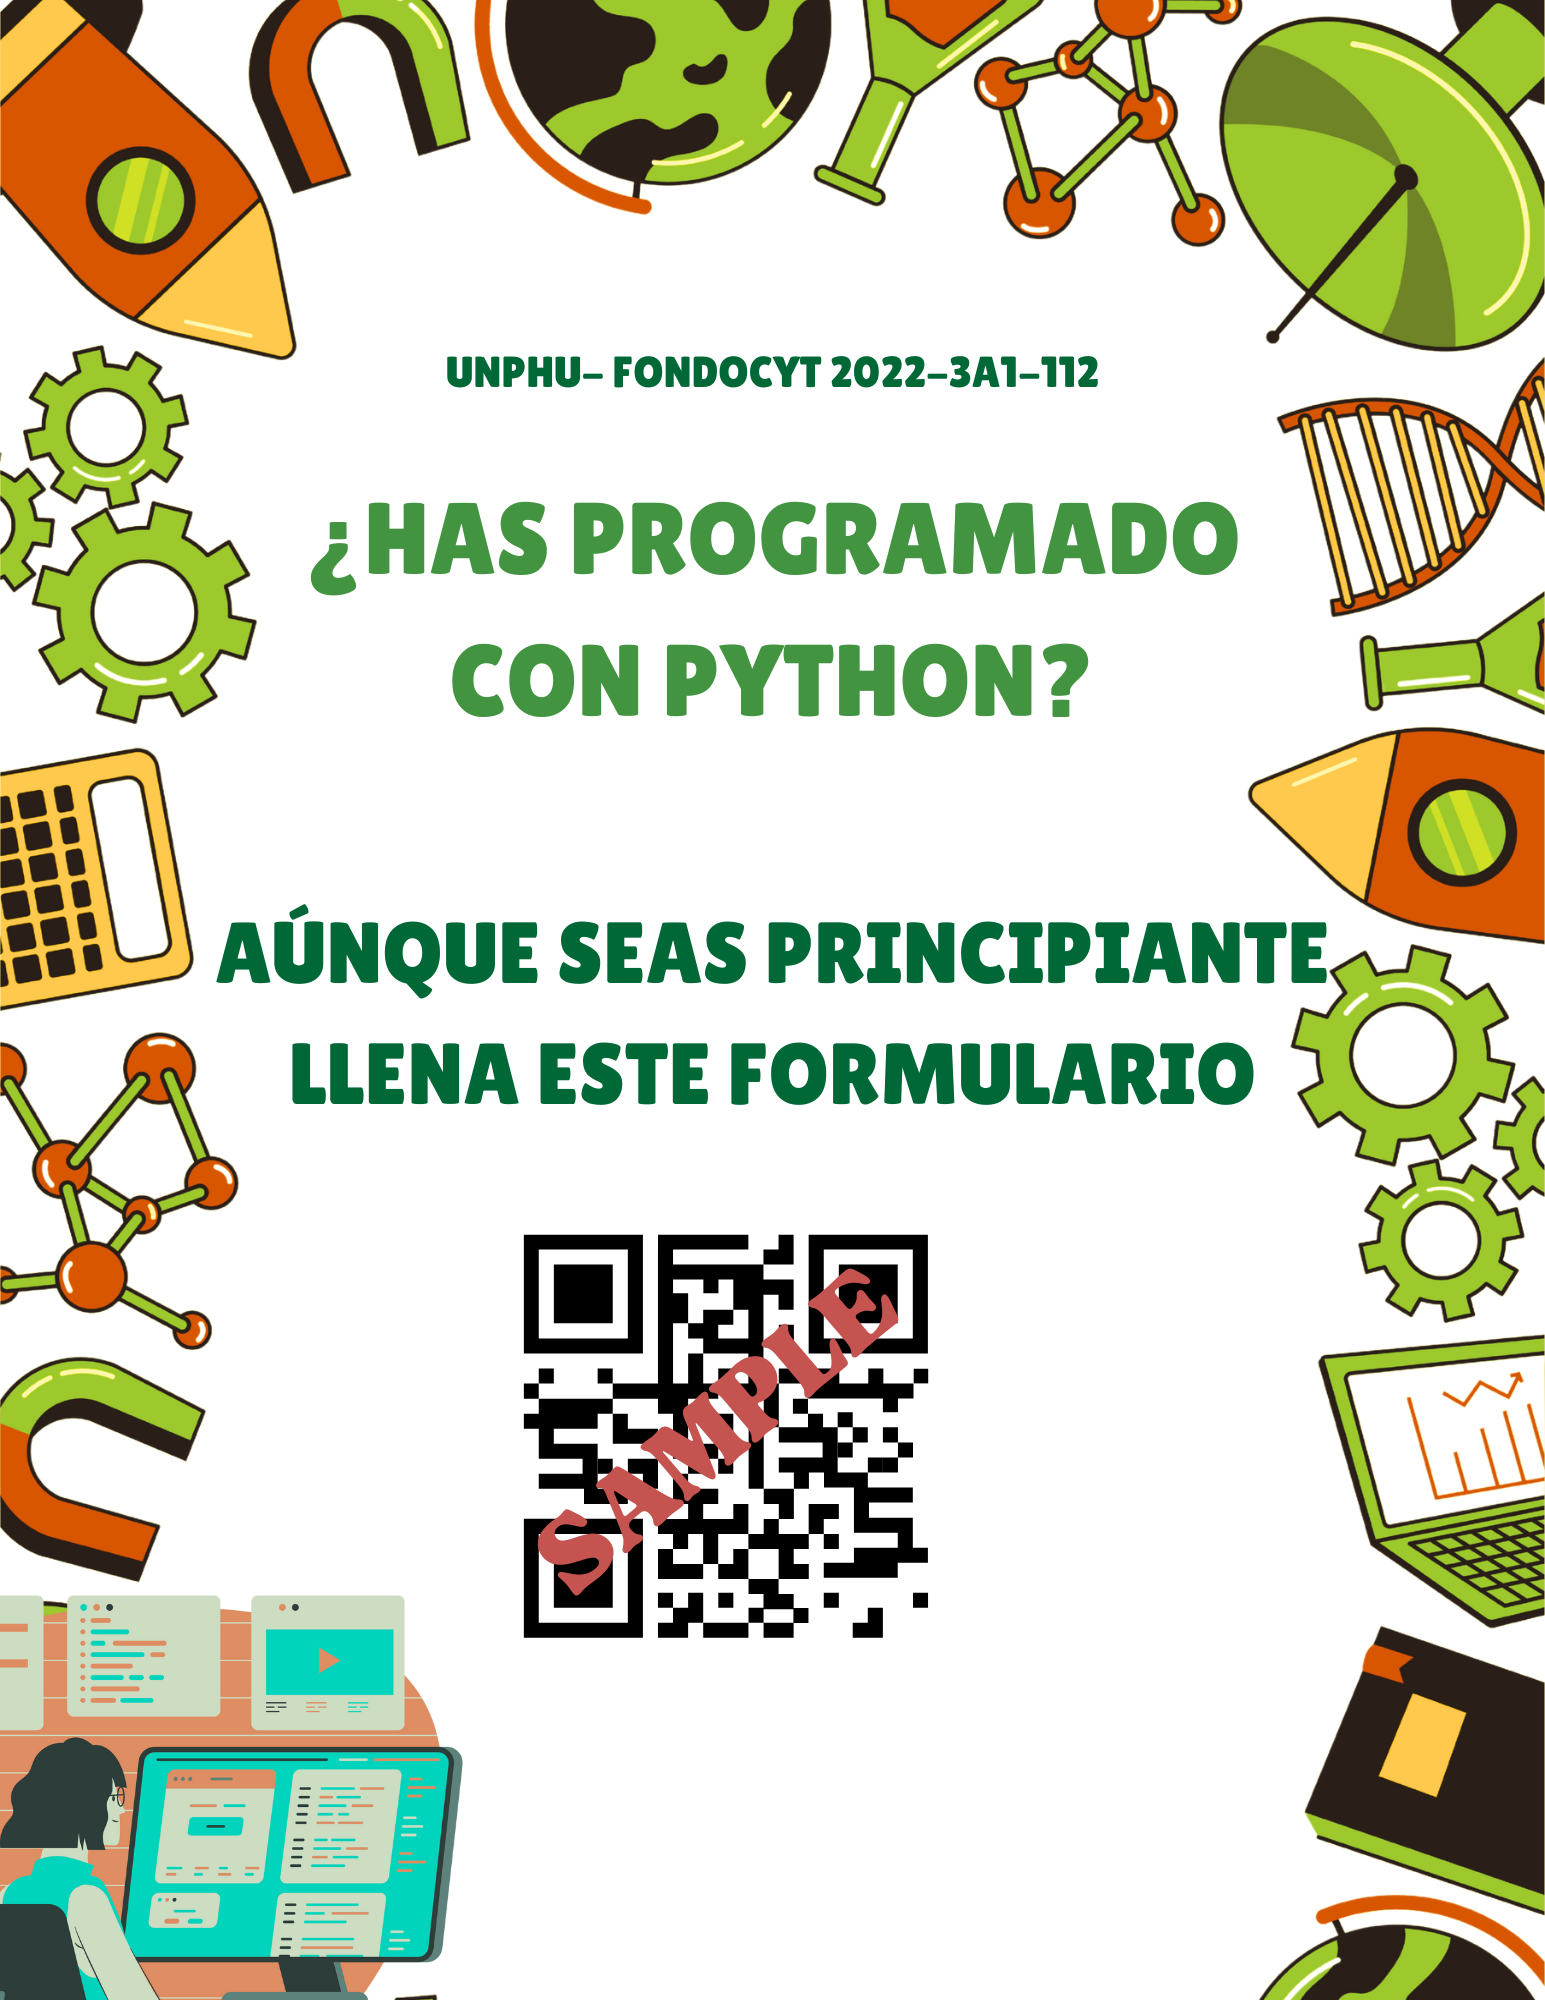 UNPHU- FONDOCYT 2022-3A1-112
¿HAS PROGRAMADO
CON PYTHON?
AÚNQUE SEAS PRINCIPIANTE
LLENA ESTE FORMULARIO
SAMPLE